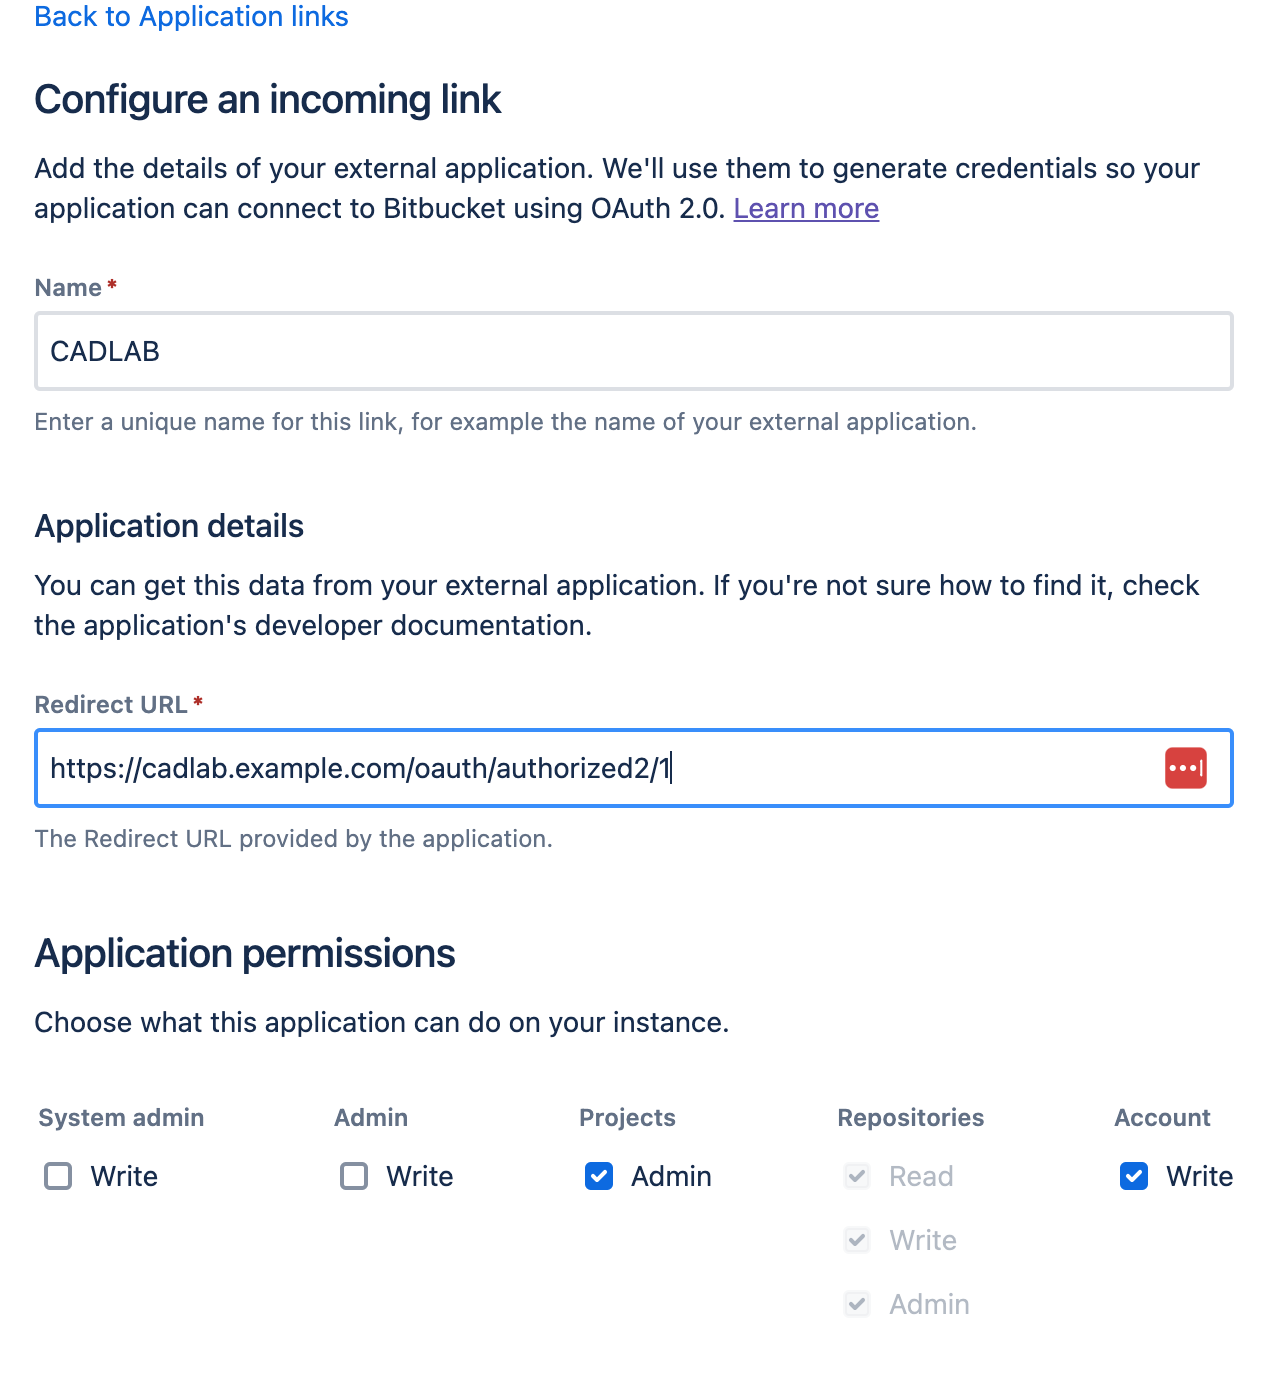 Back to Application links
Configure an incoming link
Add the details of your external application. We'll use them to generate credentials so your
application can connect to Bitbucket using OAuth 2.0. Learn more
Name*
CADLAB
Enter a unique name for this link, for example the name of your external application.
Application details
You can get this data from your external application. If you're not sure how to find it, check
the application's developer documentation.
Redirect URL*
https://cadlab.example.com/oauth/authorized2/1
The Redirect URL provided by the application.
Application permissions
Choose what this application can do on your instance.
System admin Admin Projects Repositories Account
Write Write Admin Read Write
Write
Admin